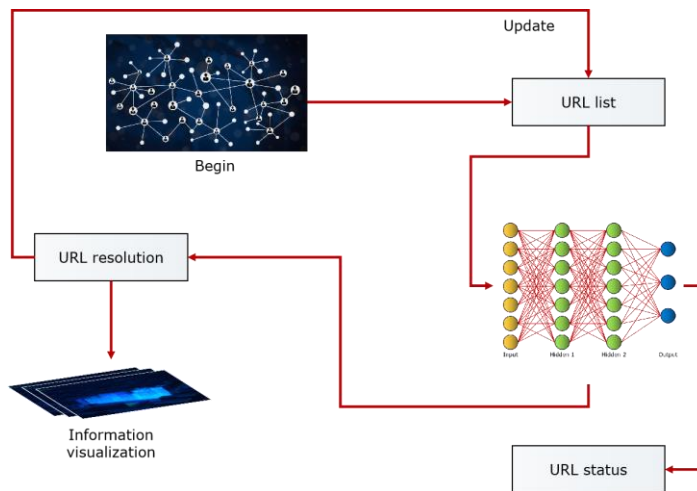 Update
URL list
Begin
URL resolution
Input
Hidden 1
Hidden 2
Output
Information
visualization
URL status